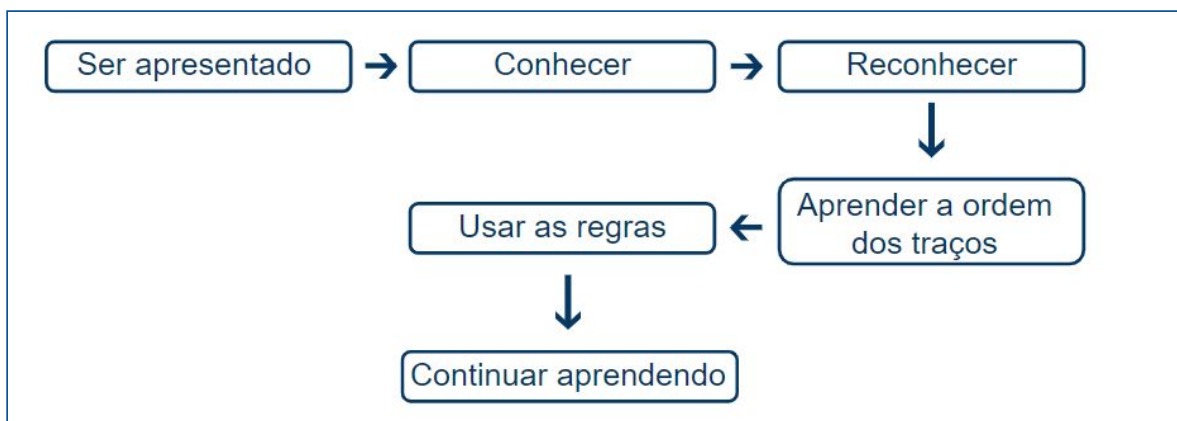 Ser apresentado
Conhecer
Reconhecer
Aprender a ordem
dos traços
Usar as regras
Continuar aprendendo